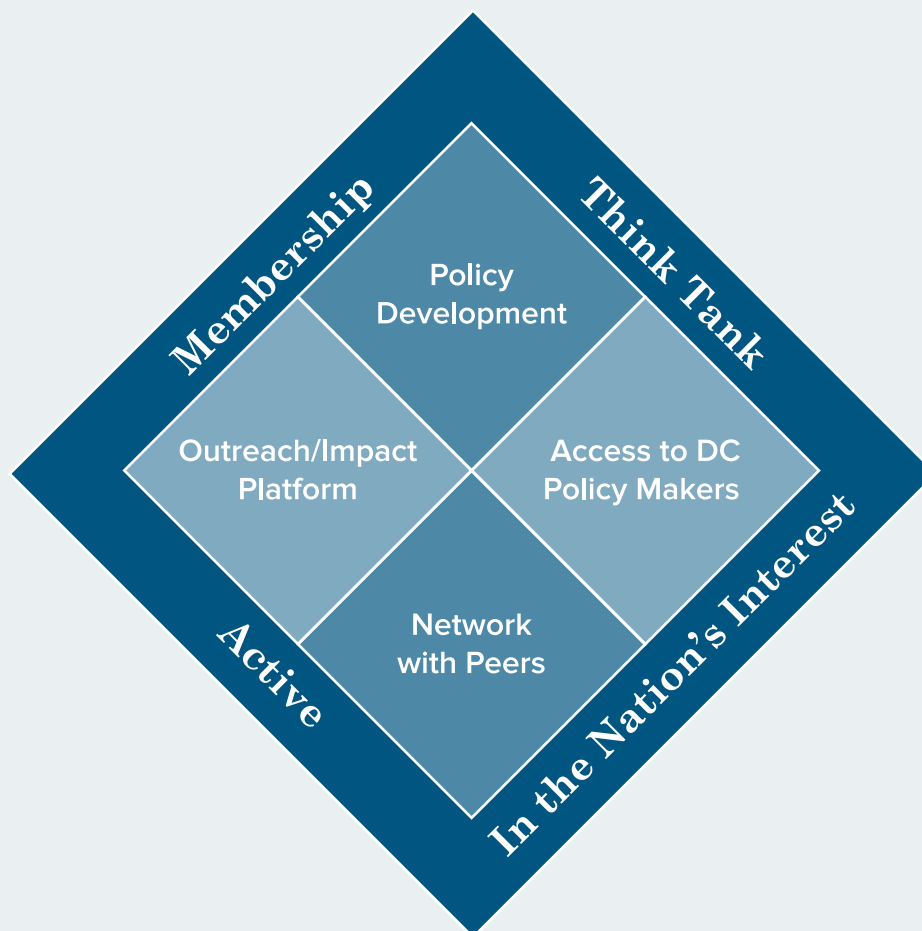 Membership
Think Tank
Policy
Development
Outreach/Impact
Platform
Access to DC
Policy Makers
Network
with Peers
Active
In the Nation’s Interest